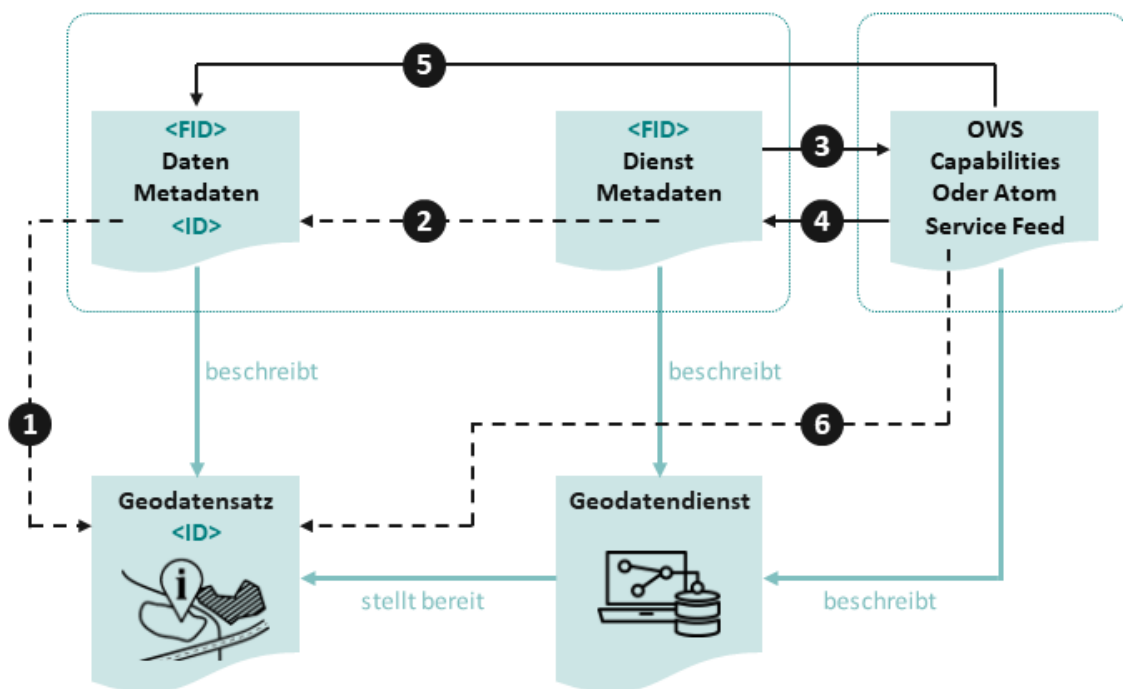 5
<FID>
Daten
Metadaten
<ID>
<FID>
Dienst
Metadaten
OWS
Capabilities
Oder Atom
Service Feed
3
2
4
beschreibt
beschreibt
1
6
Geodatensatz
<ID>
Geodatendienst
i
stellt bereit
beschreibt